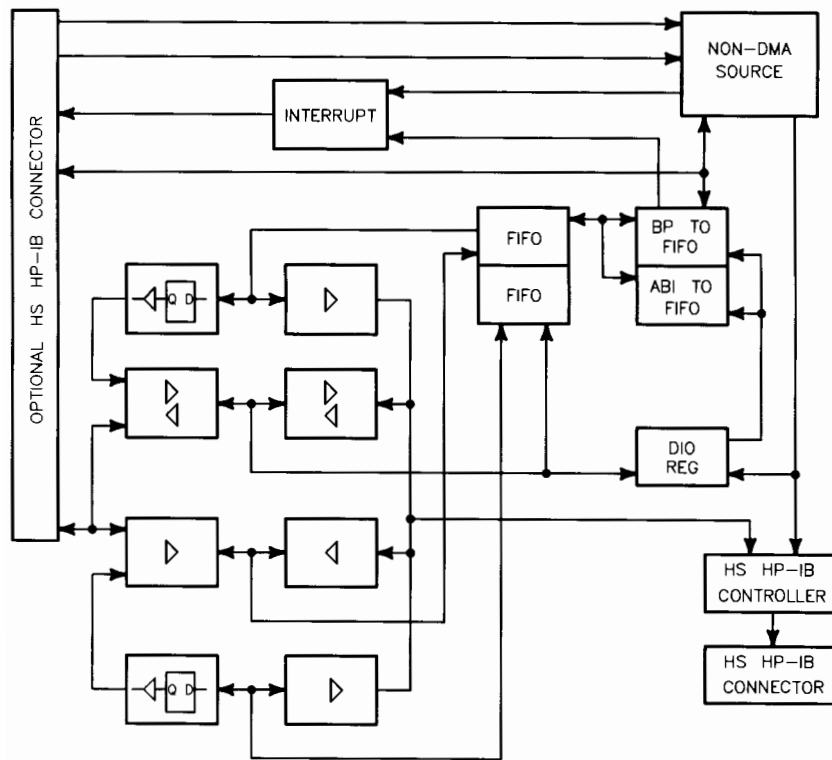 OPTIONAL HS HP-IB CONNECTOR
NON-DMA
SOURCE
INTERRUPT
FIFO
FIFO
BP TO
FIFO
ABI TO
FIFO
Q D
DIO
REG
HS HP-IB
CONTROLLER
HS HP-IB
CONNECTOR
Q D